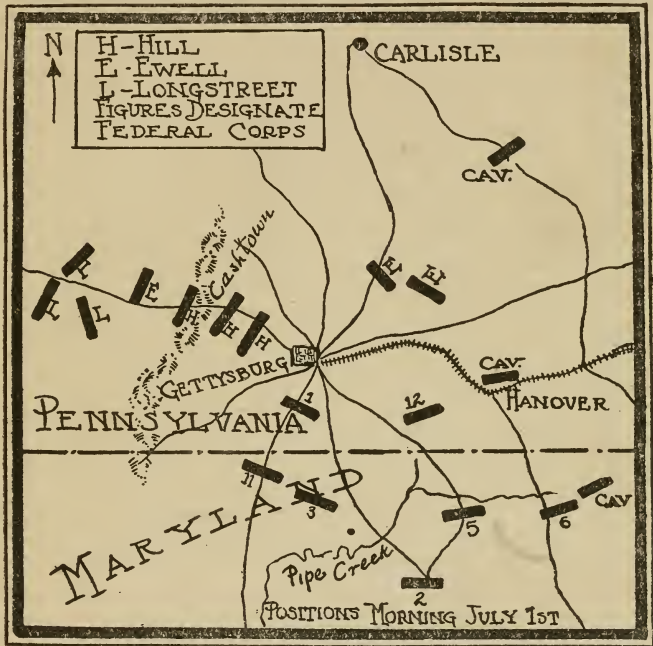 N
H-HILL
E-EWELL
L-LONGSTREET
FIGURES DESIGNATE
FEDERAL CORPS
CARLISLE
CAV.
Cashtown
L
L
L
E
H
H
H
E
E
GETTYSBURG
CAV.
HANOVER
PENNSYLVANIA
1
12
11
3
5
6
CAV
MARYLAND
Pipe Creek
2
POSITIONS MORNING JULY 1ST